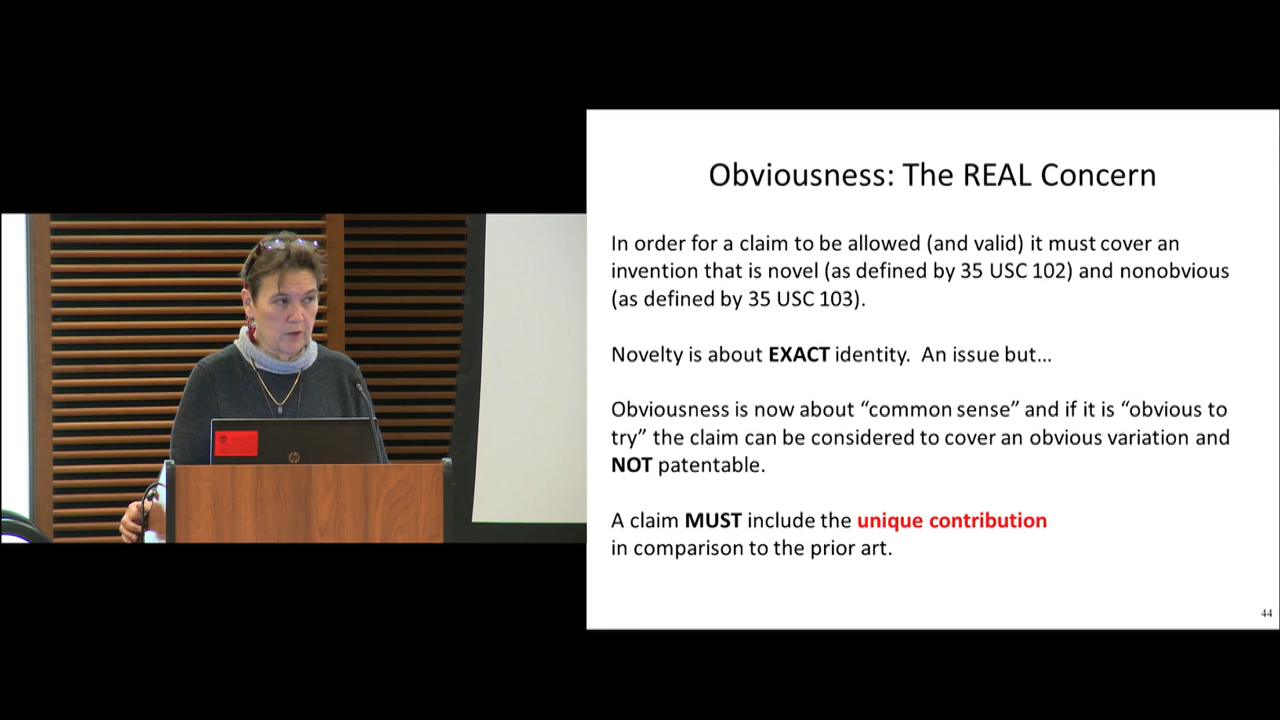 Obviousness: The REAL Concern
In order for a claim to be allowed (and valid) it must cover an
invention that is novel (as defined by 35 USC 102) and nonobvious
(as defined by 35 USC 103).
Novelty is about EXACT identity.  An issue but...
Obviousness is now about “common sense” and if it is “obvious to
try” the claim can be considered to cover an obvious variation and
NOT patentable.
A claim MUST include the unique contribution
in comparison to the prior art.
44
hp